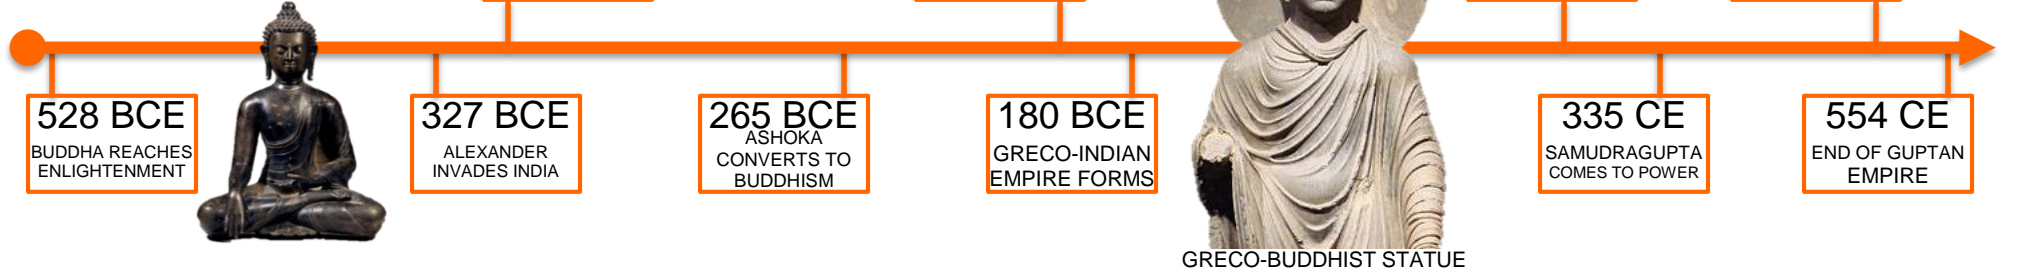 528 BCE
BUDDHA REACHES
ENLIGHTENMENT
327 BCE
ALEXANDER
INVADES INDIA
265 BCE
ASHOKA
CONVERTS TO
BUDDHISM
180 BCE
GRECO-INDIAN
EMPIRE FORMS
335 CE
SAMUDRAGUPTA
COMES TO POWER
554 CE
END OF GUPTAN
EMPIRE
GRECO-BUDDHIST STATUE